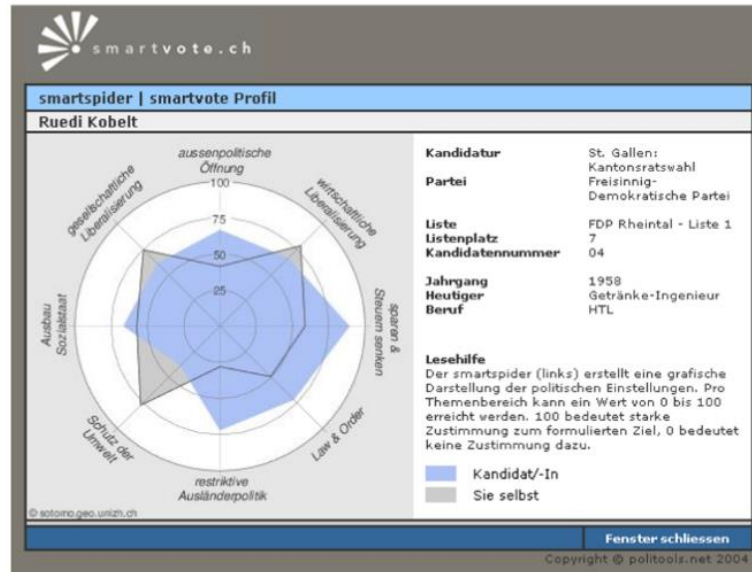 smartvote.ch
smartspider | smartvote Profil
Ruedi Kobelt
aussenpolitische
Öffnung
wirtschaftliche
Liberalisierung
sparen &
Steuern senken
Law & Order
restriktive
Ausländerpolitik
Schutz der
Umwelt
Ausbau
Sozialstaat
gesellschaftliche
Liberalisierung
100
75
50
25
© sotomo.geo.unizh.ch
Kandidatur St. Gallen:
Kantonsratswahl
Partei Freisinnig-
Demokratische Partei
Liste FDP Rheintal - Liste 1
Listenplatz 7
Kandidatennummer 04
Jahrgang 1958
Heutiger Getränke-Ingenieur
Beruf HTL
Lesehilfe
Der smartspider (links) erstellt eine grafische
Darstellung der politischen Einstellungen. Pro
Themenbereich kann ein Wert von 0 bis 100
erreicht werden. 100 bedeutet starke
Zustimmung zum formulierten Ziel, 0 bedeutet
keine Zustimmung dazu.
Kandidat/-In
Sie selbst
Fenster schliessen
Copyright © politools.net 2004